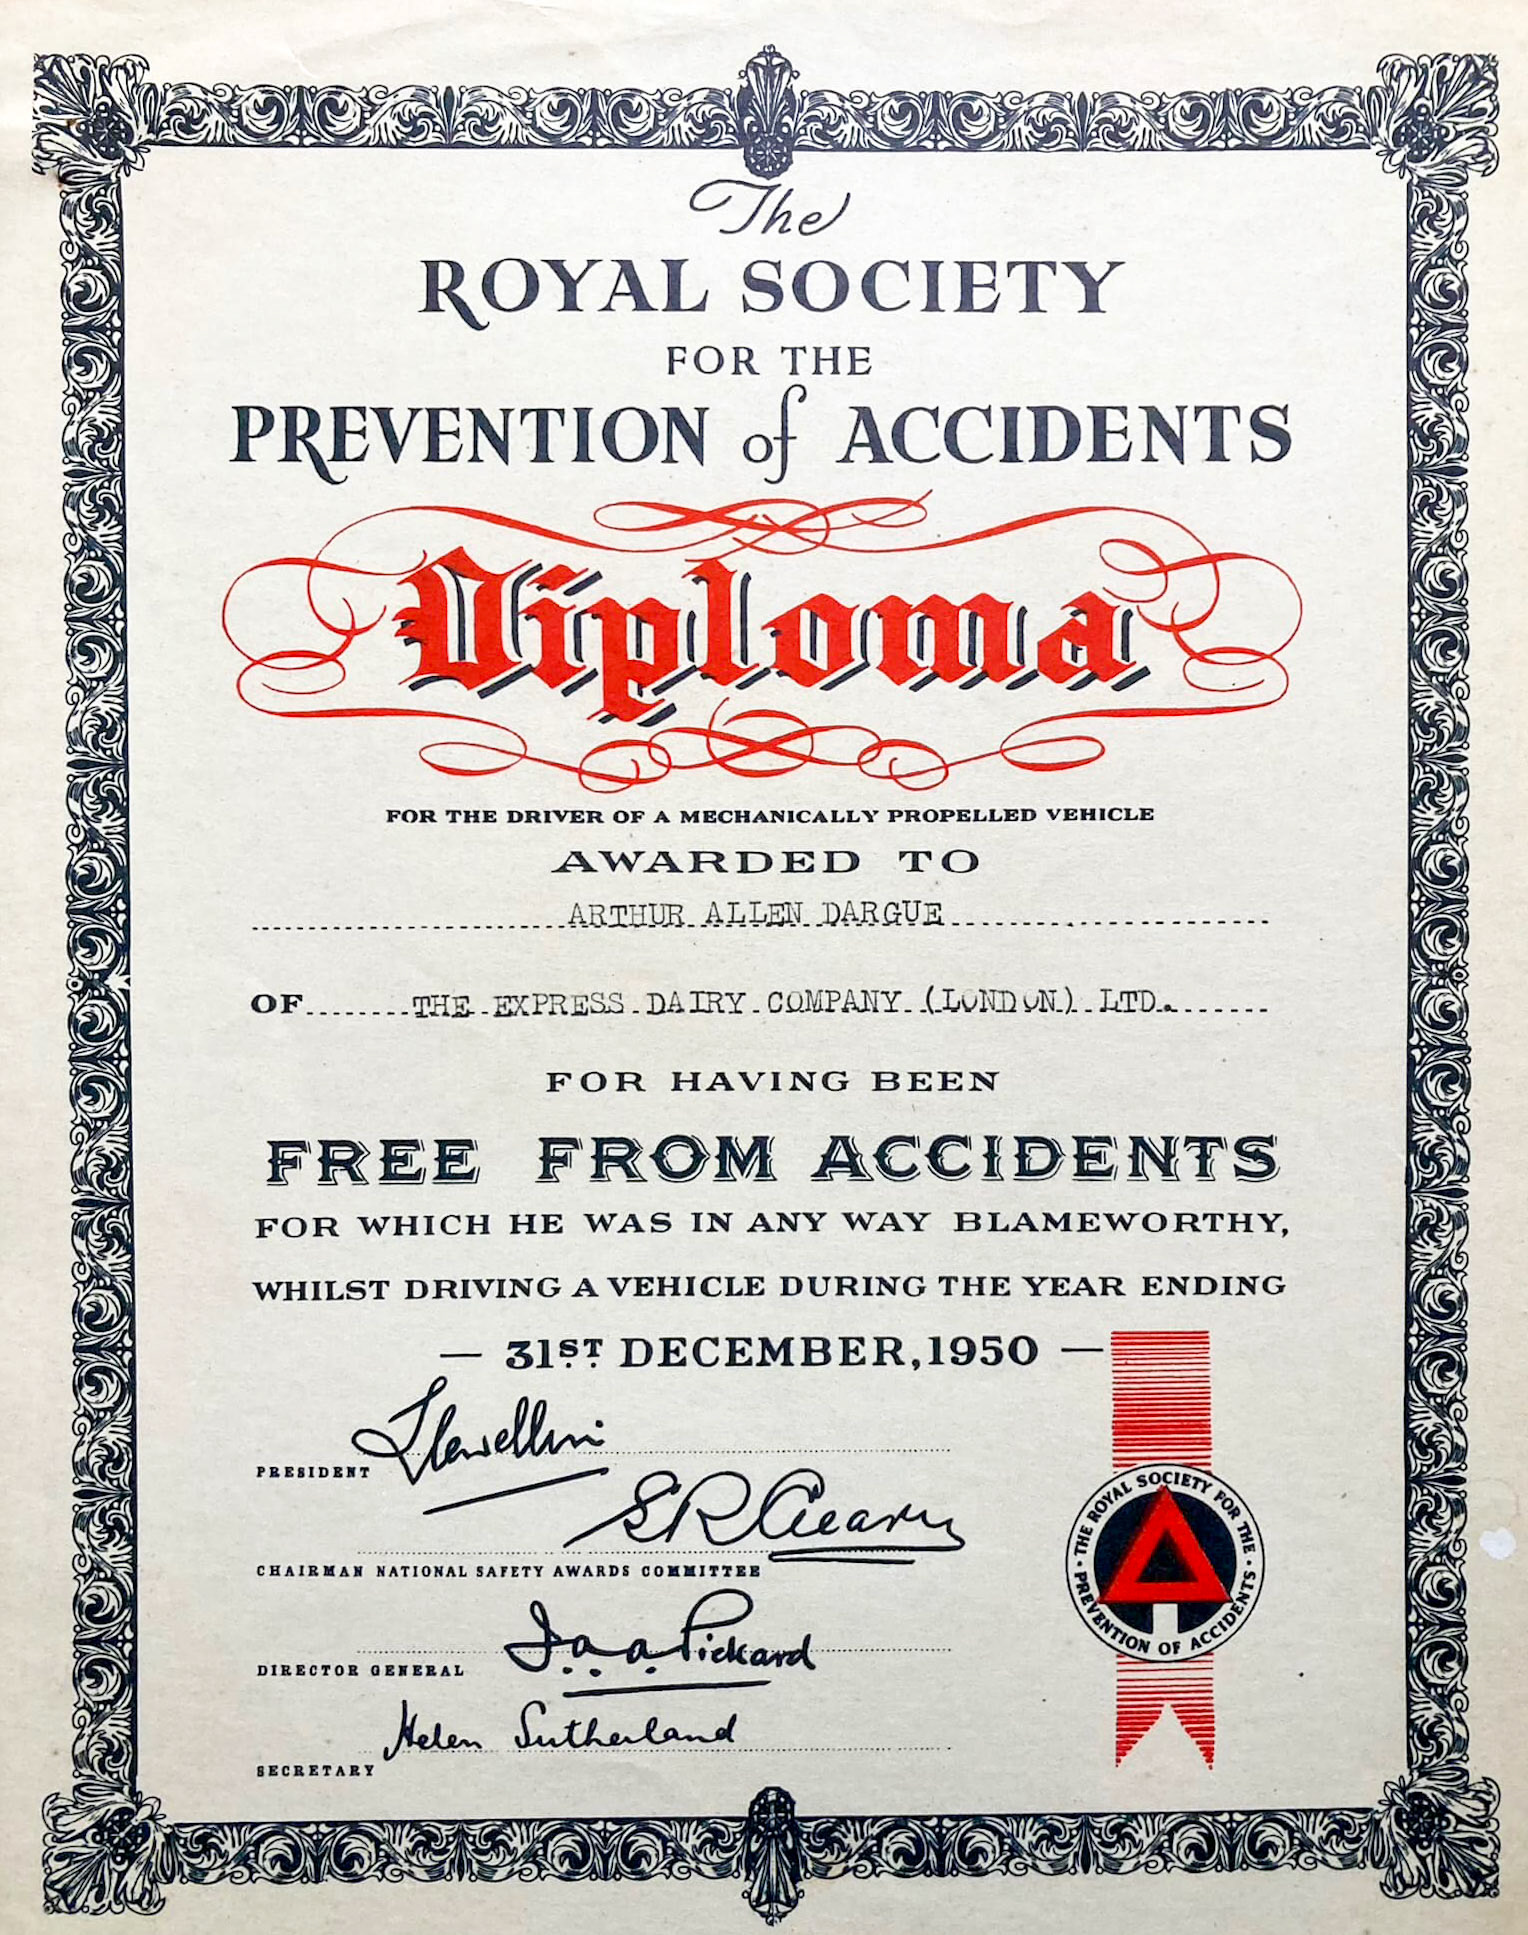 The
ROYAL SOCIETY
FOR THE
PREVENTION of ACCIDENTS
Diploma
FOR THE DRIVER OF A MECHANICALLY PROPELLED VEHICLE
AWARDED TO
ARTHUR ALLEN DARGUE
OF THE EXPRESS DAIRY COMPANY (LONDON) LTD.
FOR HAVING BEEN
FREE FROM ACCIDENTS
FOR WHICH HE WAS IN ANY WAY BLAMEWORTHY,
WHILST DRIVING A VEHICLE DURING THE YEAR ENDING
— 31ST DECEMBER, 1950 —
Llewellin
PRESIDENT
CHAIRMAN NATIONAL SAFETY AWARDS COMMITTEE
Pickard
DIRECTOR GENERAL
Helen Sutherland
SECRETARY
• THE ROYAL SOCIETY FOR THE •
PREVENTION OF ACCIDENTS